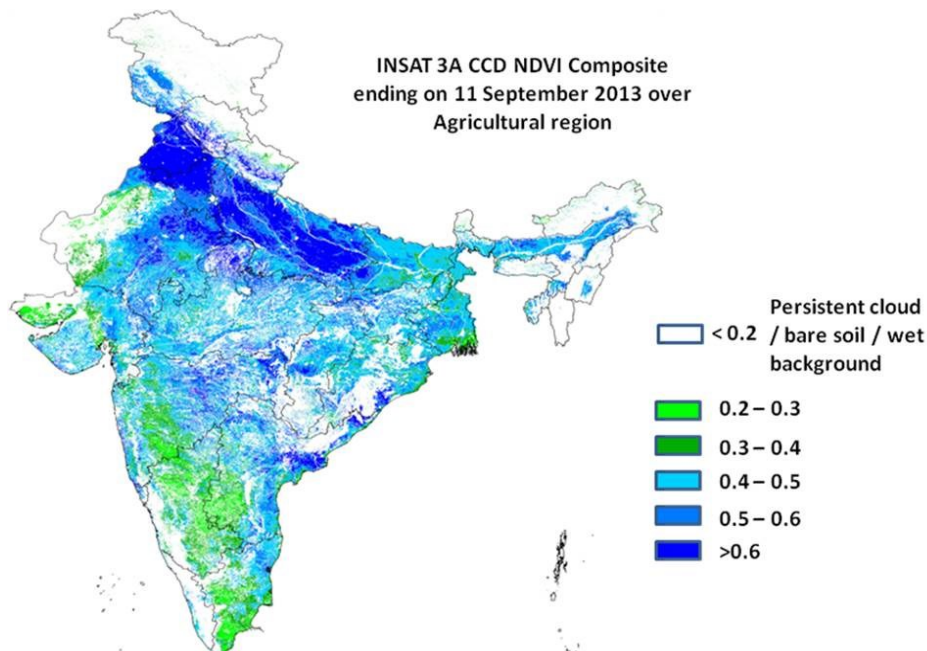 INSAT 3A CCD NDVI Composite
ending on 11 September 2013 over
Agricultural region
< 0.2
Persistent cloud
/ bare soil / wet
background
0.2 – 0.3
0.3 – 0.4
0.4 – 0.5
0.5 – 0.6
>0.6